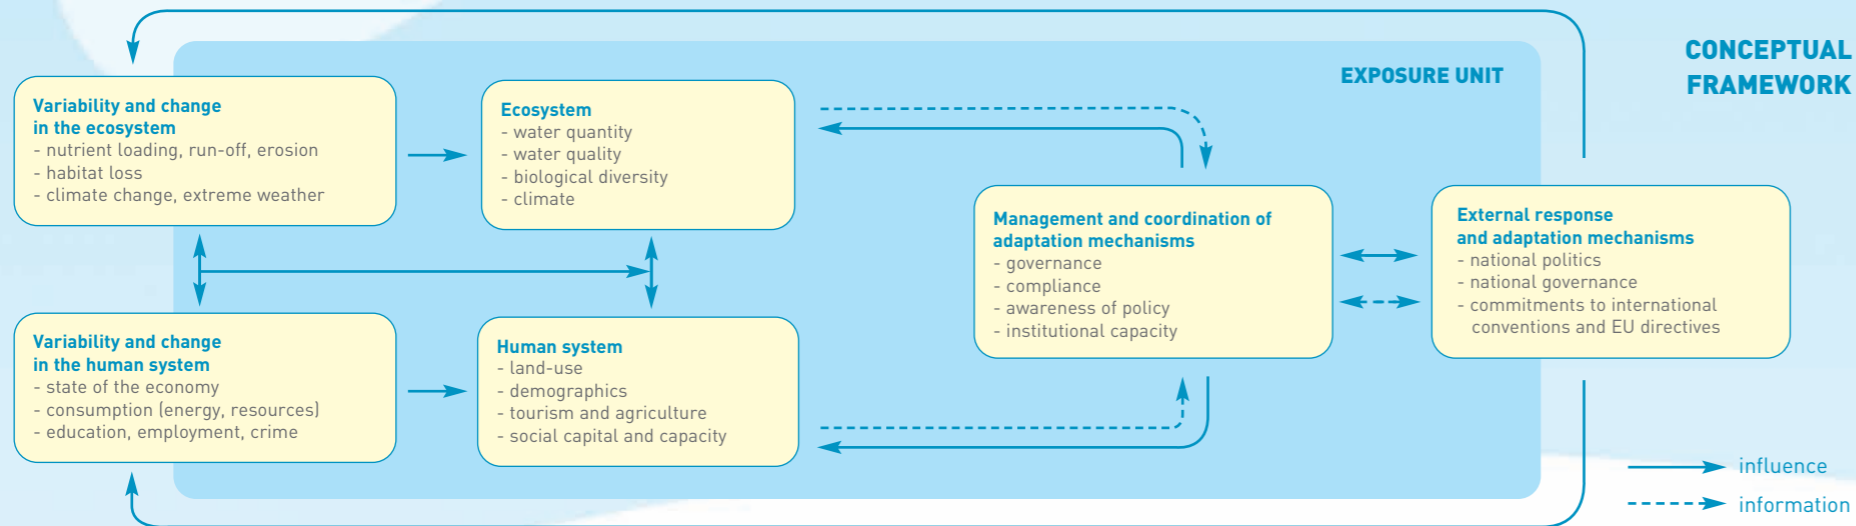 CONCEPTUAL
FRAMEWORK
EXPOSURE UNIT
Variability and change
in the ecosystem
- nutrient loading, run-off, erosion
- habitat loss
- climate change, extreme weather
Ecosystem
- water quantity
- water quality
- biological diversity
- climate
Management and coordination of
adaptation mechanisms
- governance
- compliance
- awareness of policy
- institutional capacity
External response
and adaptation mechanisms
- national politics
- national governance
- commitments to international
conventions and EU directives
Variability and change
in the human system
- state of the economy
- consumption (energy, resources)
- education, employment, crime
Human system
- land-use
- demographics
- tourism and agriculture
- social capital and capacity
influence
information